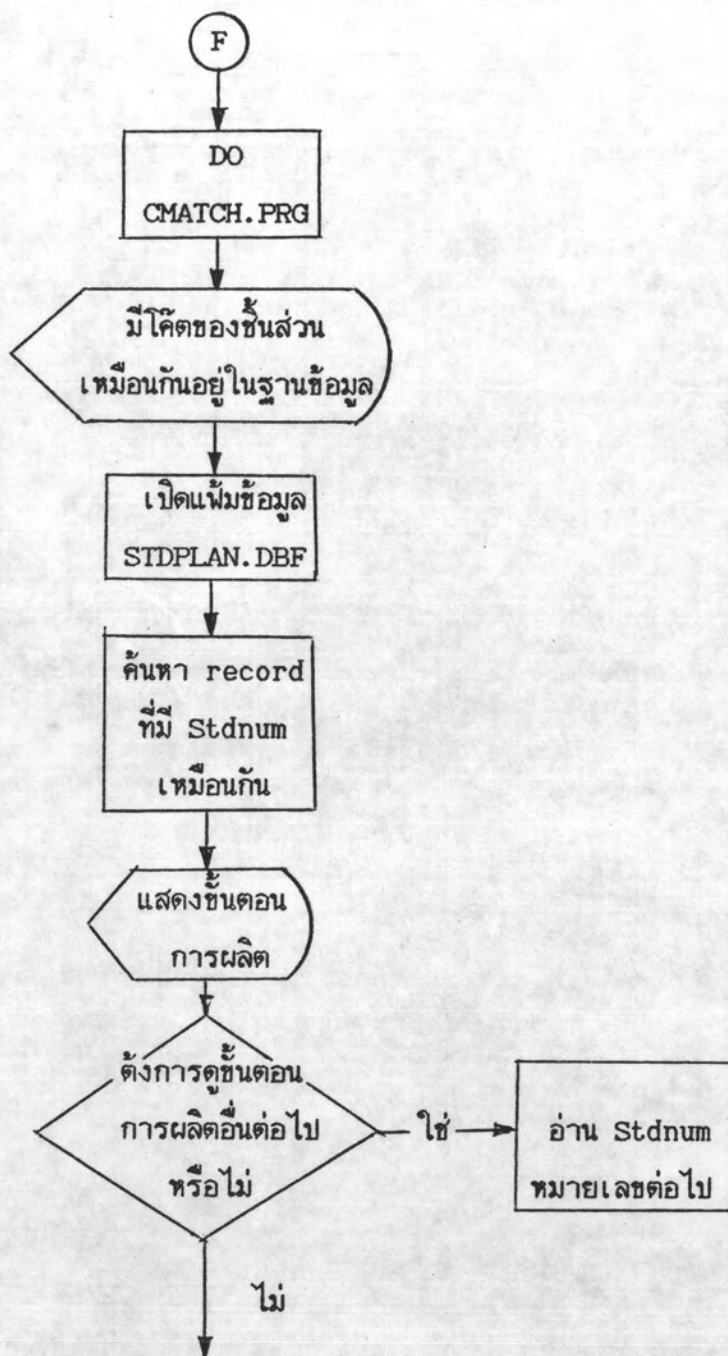 F
DO
CMATCH.PRG
มีโค๊ตของชิ้นส่วน
เหมือนกันอยู่ในฐานข้อมูล
เปิดแฟ้มข้อมูล
STDPLAN.DBF
ค้นหา record
ที่มี Stdnum
เหมือนกัน
แสดงขั้นตอน
การผลิต
ต้งการดูขั้นตอน
การผลิตอื่นต่อไป
หรือไม่
ใช่
อ่าน Stdnum
หมายเลขต่อไป
ไม่